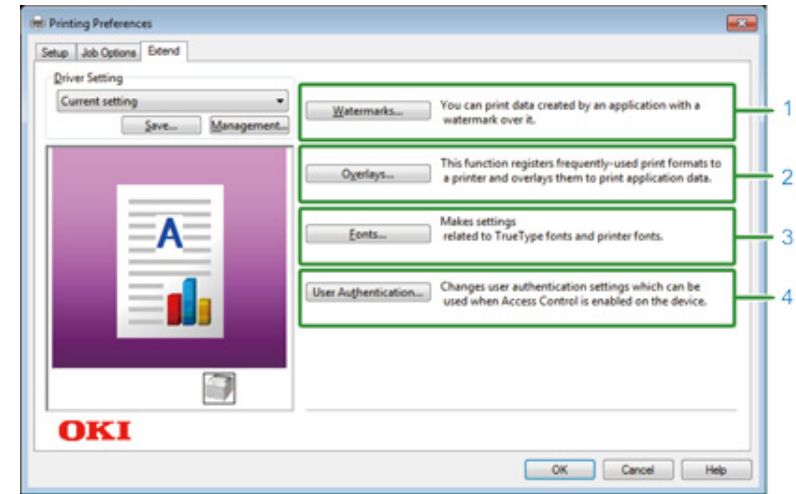 Printing Preferences
Setup Job Options Extend
Driver Setting
Current setting
Save... Management...
Watermarks... You can print data created by an application with a
watermark over it.
1
Overlays... This function registers frequently-used print formats to
a printer and overlays them to print application data.
2
Fonts... Makes settings
related to TrueType fonts and printer fonts.
3
User Authentication... Changes user authentication settings which can be
used when Access Control is enabled on the device.
4
A
OKI
OK Cancel Help